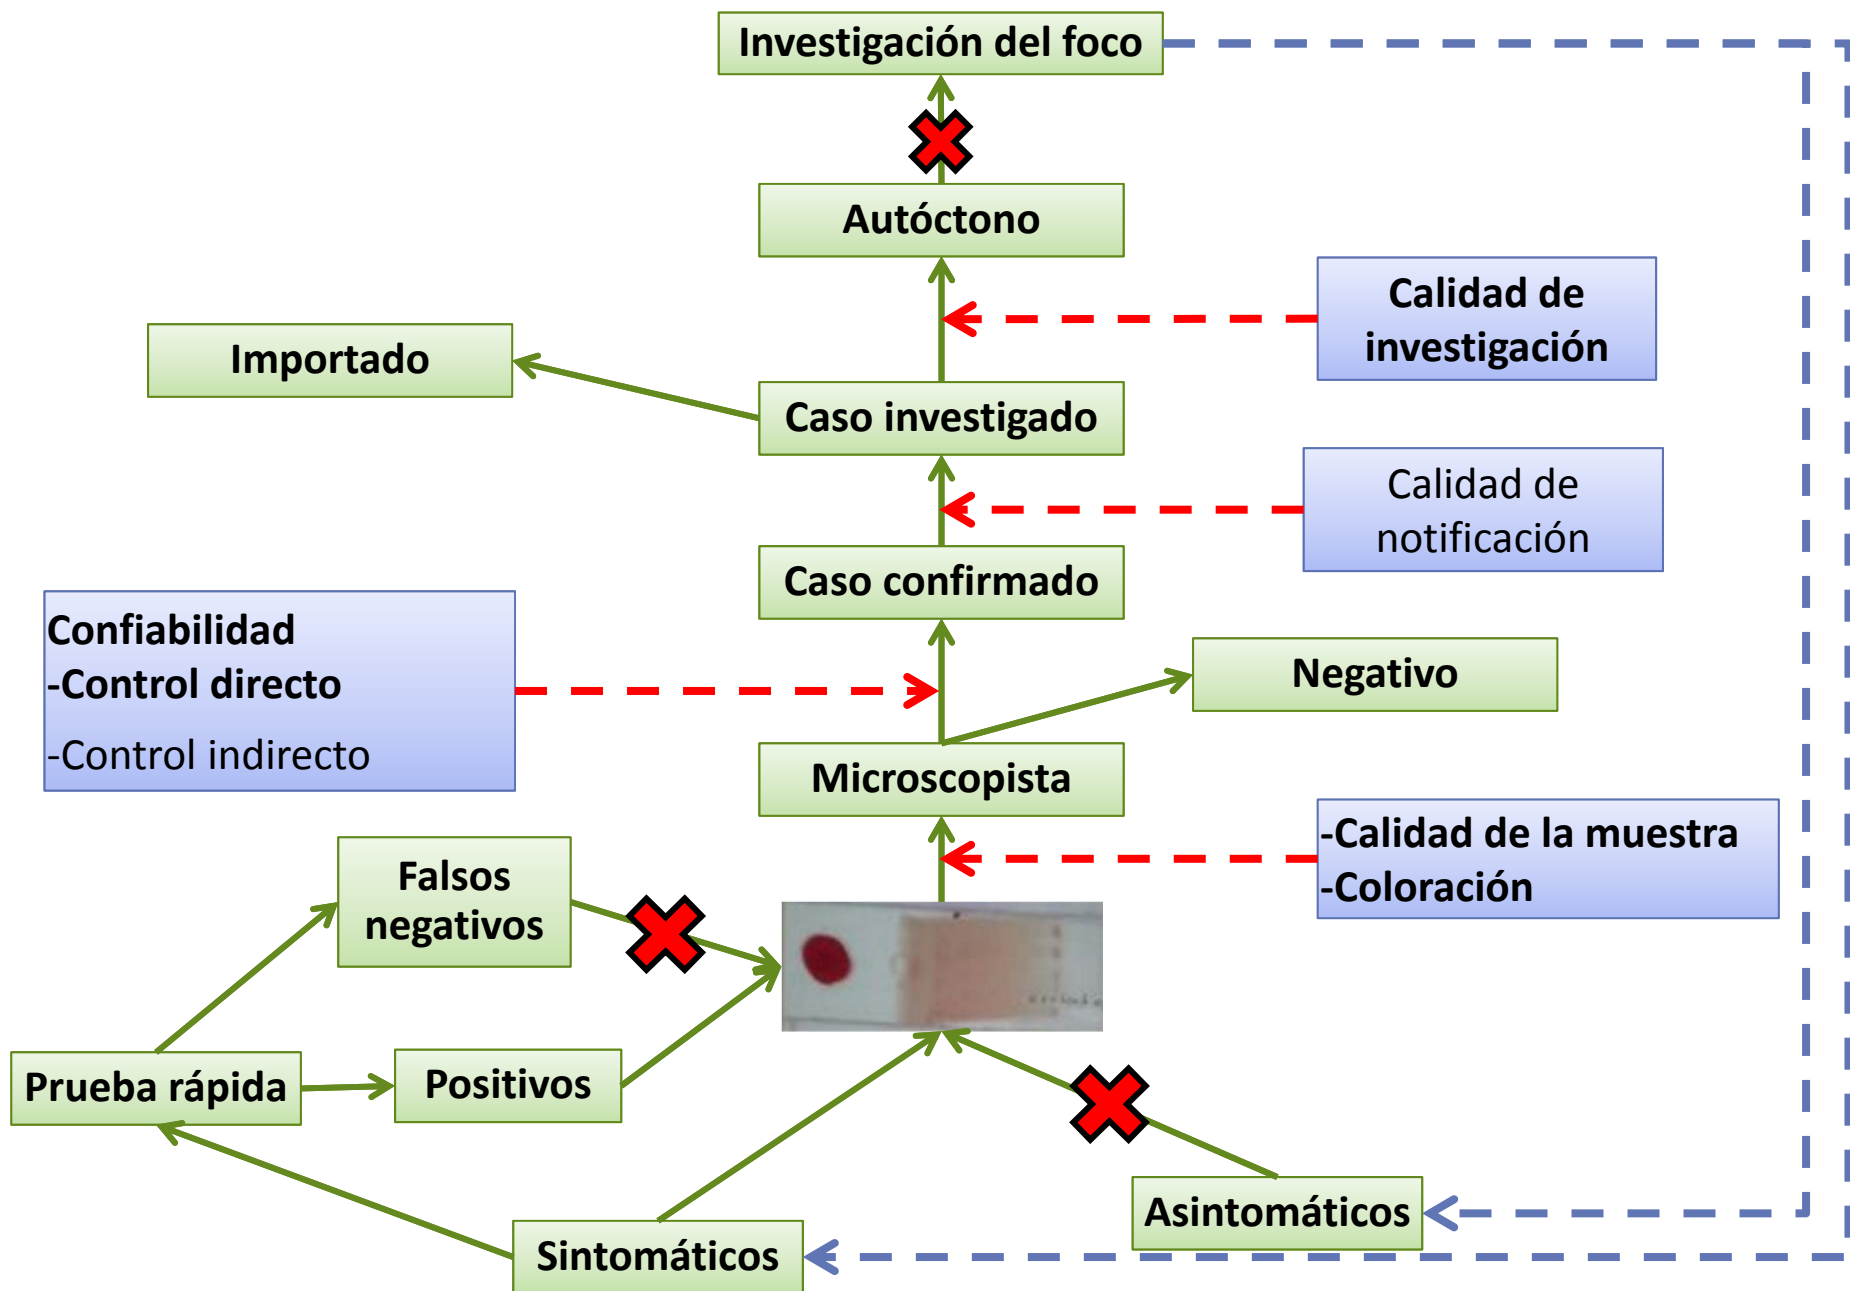 Investigación del foco
Autóctono
Calidad de
investigación
Importado
Caso investigado
Calidad de
notificación
Caso confirmado
Confiabilidad
-Control directo
-Control indirecto
Negativo
Microscopista
-Calidad de la muestra
-Coloración
Falsos
negativos
Prueba rápida
Positivos
Asintomáticos
Sintomáticos